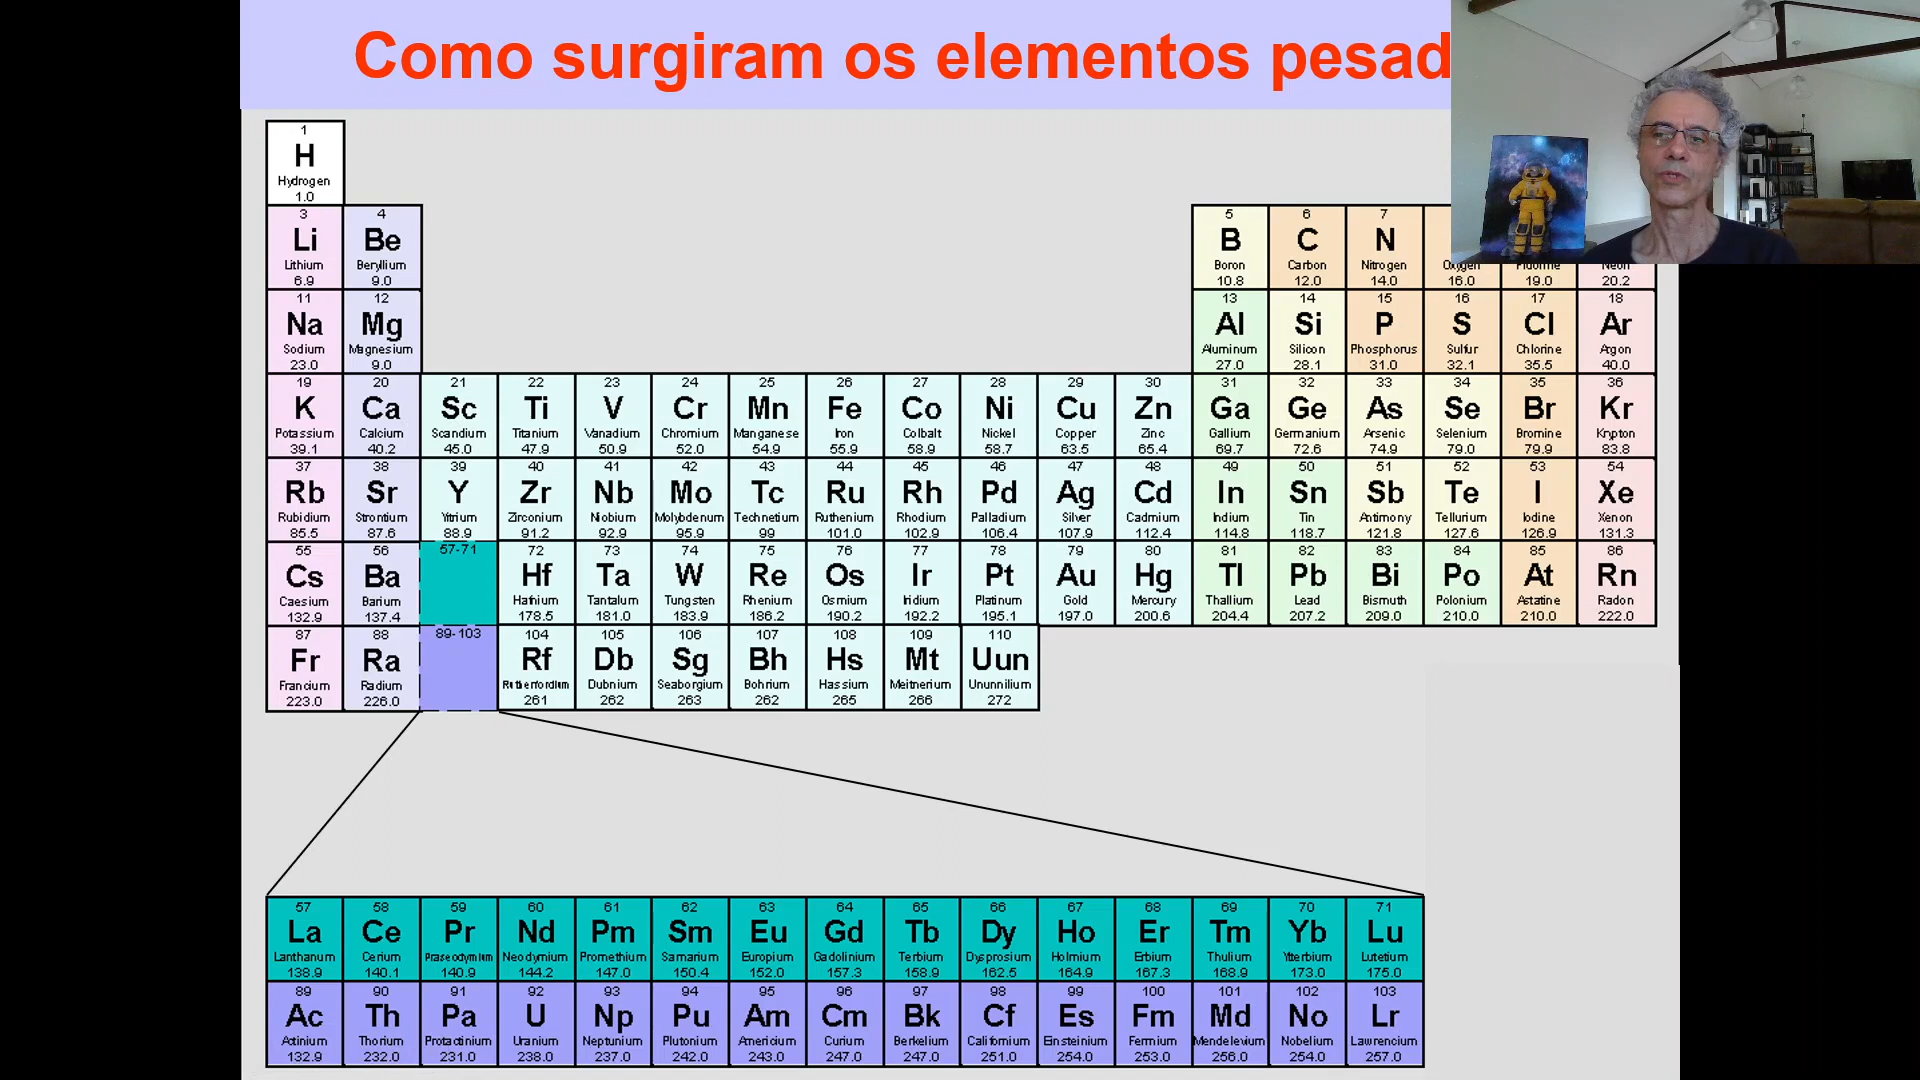 Como surgiram os elementos pesad
1
H
Hydrogen
1.0
3 4 5 6 7
Li Be B C N
Lithium Beryllium Boron Carbon Nitrogen Oxygen Fluorine Neon
6.9 9.0 10.8 12.0 14.0 16.0 19.0 20.2
11 12 13 14 15 16 17 18
Na Mg Al Si P S Cl Ar
Sodium Magnesium Aluminum Silicon Phosphorus Sulfur Chlorine Argon
23.0 9.0 27.0 28.1 31.0 32.1 35.5 40.0
19 20 21 22 23 24 25 26 27 28 29 30 31 32 33 34 35 36
K Ca Sc Ti V Cr Mn Fe Co Ni Cu Zn Ga Ge As Se Br Kr
Potassium Calcium Scandium Titanium Vanadium Chromium Manganese Iron Colbalt Nickel Copper Zinc Gallium Germanium Arsenic Selenium Bromine Krypton
39.1 40.2 45.0 47.9 50.9 52.0 54.9 55.9 58.9 58.7 63.5 65.4 69.7 72.6 74.9 79.0 79.9 83.8
37 38 39 40 41 42 43 44 45 46 47 48 49 50 51 52 53 54
Rb Sr Y Zr Nb Mo Tc Ru Rh Pd Ag Cd In Sn Sb Te I Xe
Rubidium Strontium Yttrium Zirconium Niobium Molybdenum Technetium Ruthenium Rhodium Palladium Silver Cadmium Indium Tin Antimony Tellurium Iodine Xenon
85.5 87.6 88.9 91.2 92.9 95.9 99 101.0 102.9 106.4 107.9 112.4 114.8 118.7 121.8 127.6 126.9 131.3
55 56 57-71 72 73 74 75 76 77 78 79 80 81 82 83 84 85 86
Cs Ba Hf Ta W Re Os Ir Pt Au Hg Tl Pb Bi Po At Rn
Caesium Barium Hafnium Tantalum Tungsten Rhenium Osmium Iridium Platinum Gold Mercury Thallium Lead Bismuth Polonium Astatine Radon
132.9 137.4 178.5 181.0 183.9 186.2 190.2 192.2 195.1 197.0 200.6 204.4 207.2 209.0 210.0 210.0 222.0
87 88 89-103 104 105 106 107 108 109 110
Fr Ra Rf Db Sg Bh Hs Mt Uun
Francium Radium Rutherfordium Dubnium Seaborgium Bohrium Hassium Meitnerium Ununnilium
223.0 226.0 261 262 263 262 265 266 272
57 58 59 60 61 62 63 64 65 66 67 68 69 70 71
La Ce Pr Nd Pm Sm Eu Gd Tb Dy Ho Er Tm Yb Lu
Lanthanum Cerium Praseodymium Neodymium Promethium Samarium Europium Gadolinium Terbium Dysprosium Holmium Erbium Thulium Ytterbium Lutetium
138.9 140.1 140.9 144.2 147.0 150.4 152.0 157.3 158.9 162.5 164.9 167.3 168.9 173.0 175.0
89 90 91 92 93 94 95 96 97 98 99 100 101 102 103
Ac Th Pa U Np Pu Am Cm Bk Cf Es Fm Md No Lr
Actinium Thorium Protactinium Uranium Neptunium Plutonium Americium Curium Berkelium Californium Einsteinium Fermium Mendelevium Nobelium Lawrencium
132.9 232.0 231.0 238.0 237.0 242.0 243.0 247.0 247.0 251.0 254.0 253.0 256.0 254.0 257.0